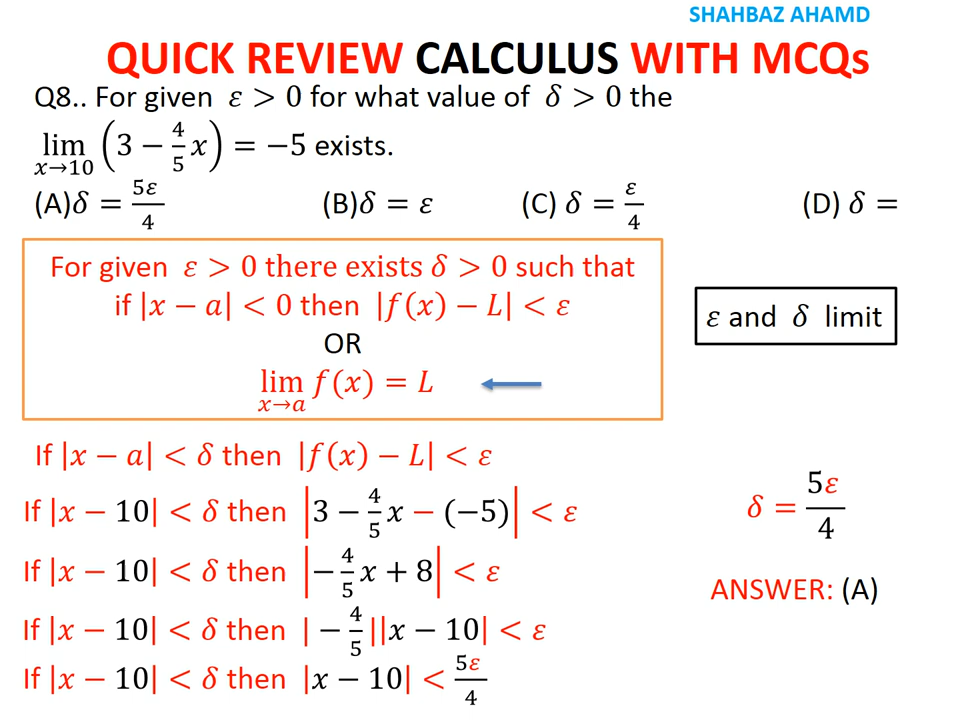 SHAHBAZ AHAMD
QUICK REVIEW CALCULUS WITH MCQs
Q8.. For given ε > 0 for what value of δ > 0 the
lim x→10 (3 − 4/5 x) = −5 exists.
(A)δ = 5ε/4 (B)δ = ε (C) δ = ε/4 (D) δ =
For given ε > 0 there exists δ > 0 such that
if |x − a| < 0 then |f(x) − L| < ε
OR
lim x→a f(x) = L
ε and δ limit
If |x − a| < δ then |f(x) − L| < ε
If |x − 10| < δ then |3 − 4/5 x − (−5)| < ε
If |x − 10| < δ then |−4/5 x + 8| < ε
If |x − 10| < δ then | − 4/5 ||x − 10| < ε
If |x − 10| < δ then |x − 10| < 5ε/4
δ = 5ε/4
ANSWER: (A)